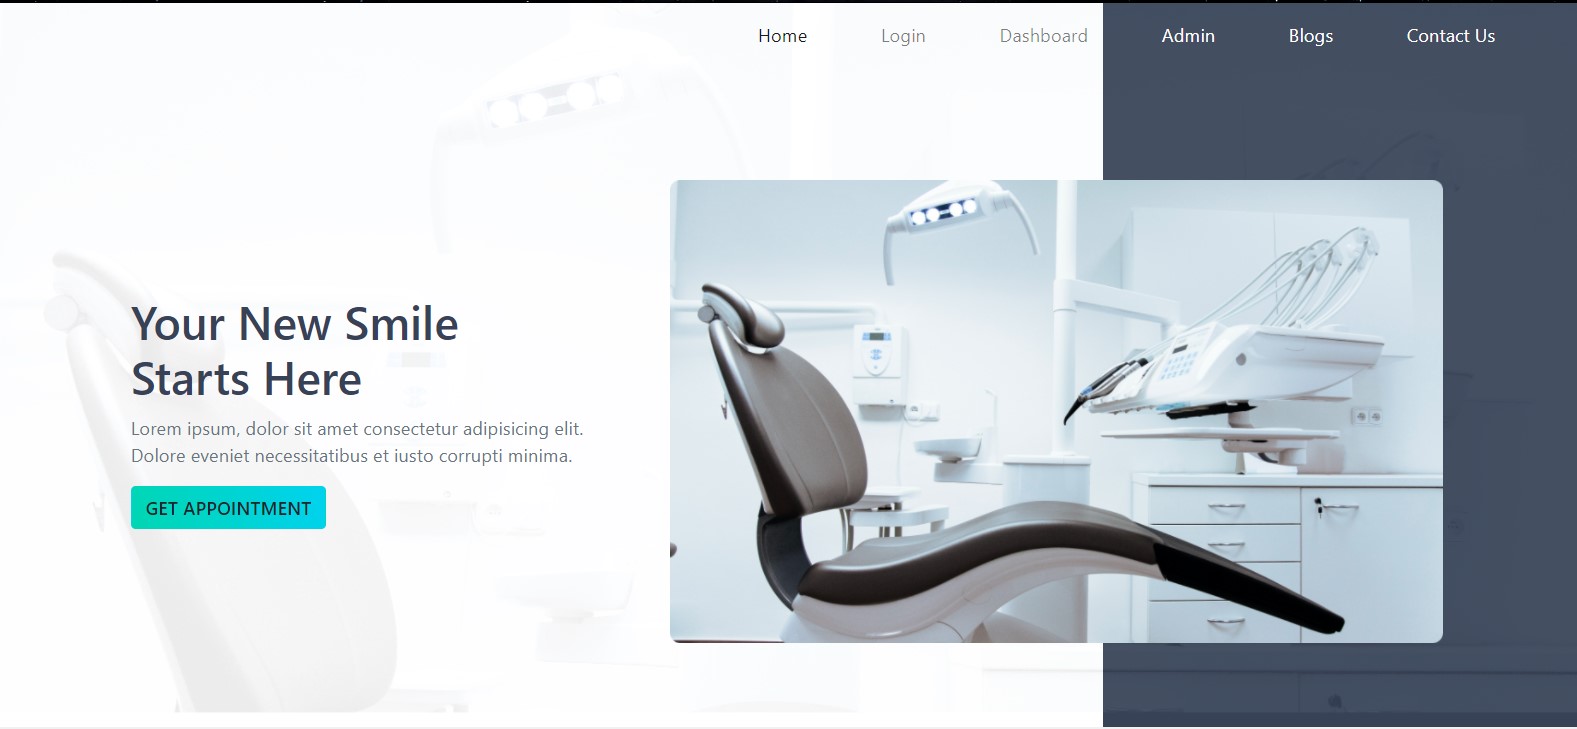 Home Login Dashboard Admin Blogs Contact Us
Your New Smile
Starts Here
Lorem ipsum, dolor sit amet consectetur adipisicing elit.
Dolore eveniet necessitatibus et iusto corrupti minima.
GET APPOINTMENT